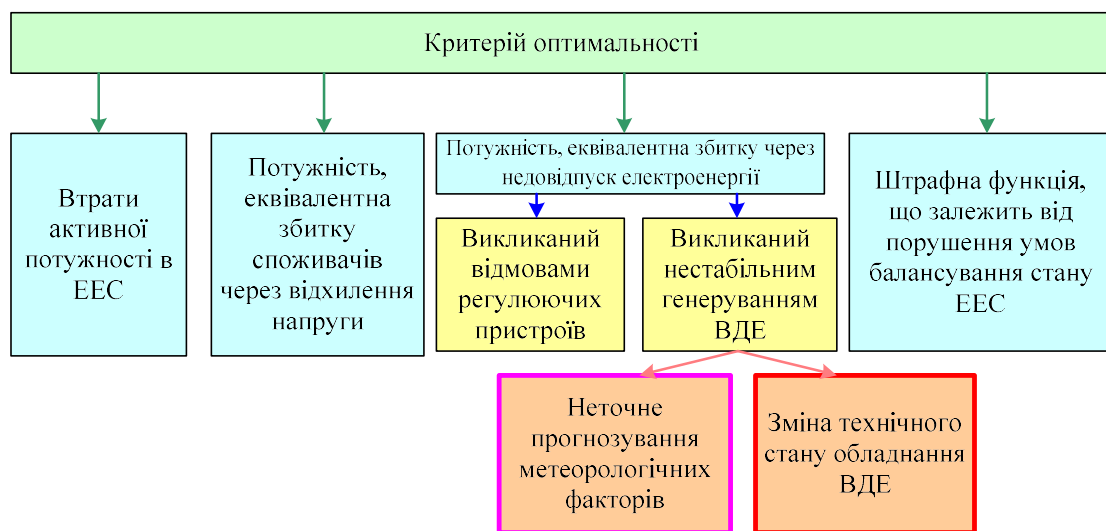 Критерій оптимальності
Втрати
активної
потужності в
ЕЕС
Потужність,
еквівалентна
збитку
споживачів
через відхилення
напруги
Потужність, еквівалентна збитку через
недовідпуск електроенергії
Викликаний
відмовами
регулюючих
пристроїв
Викликаний
нестабільним
генеруванням
ВДЕ
Штрафна функція,
що залежить від
порушення умов
балансування стану
ЕЕС
Неточне
прогнозування
метеорологічних
факторів
Зміна технічного
стану обладнання
ВДЕ